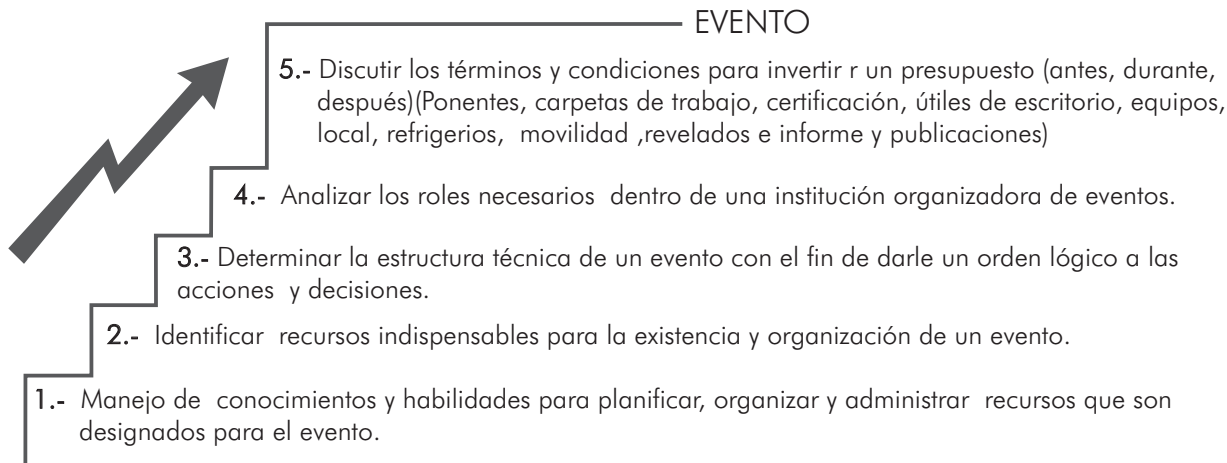 EVENTO
5.- Discutir los términos y condiciones para invertir r un presupuesto (antes, durante,
después)(Ponentes, carpetas de trabajo, certificación, útiles de escritorio, equipos,
local, refrigerios, movilidad ,revelados e informe y publicaciones)
4.- Analizar los roles necesarios dentro de una institución organizadora de eventos.
3.- Determinar la estructura técnica de un evento con el fin de darle un orden lógico a las
acciones y decisiones.
2.- Identificar recursos indispensables para la existencia y organización de un evento.
1.- Manejo de conocimientos y habilidades para planificar, organizar y administrar recursos que son
designados para el evento.